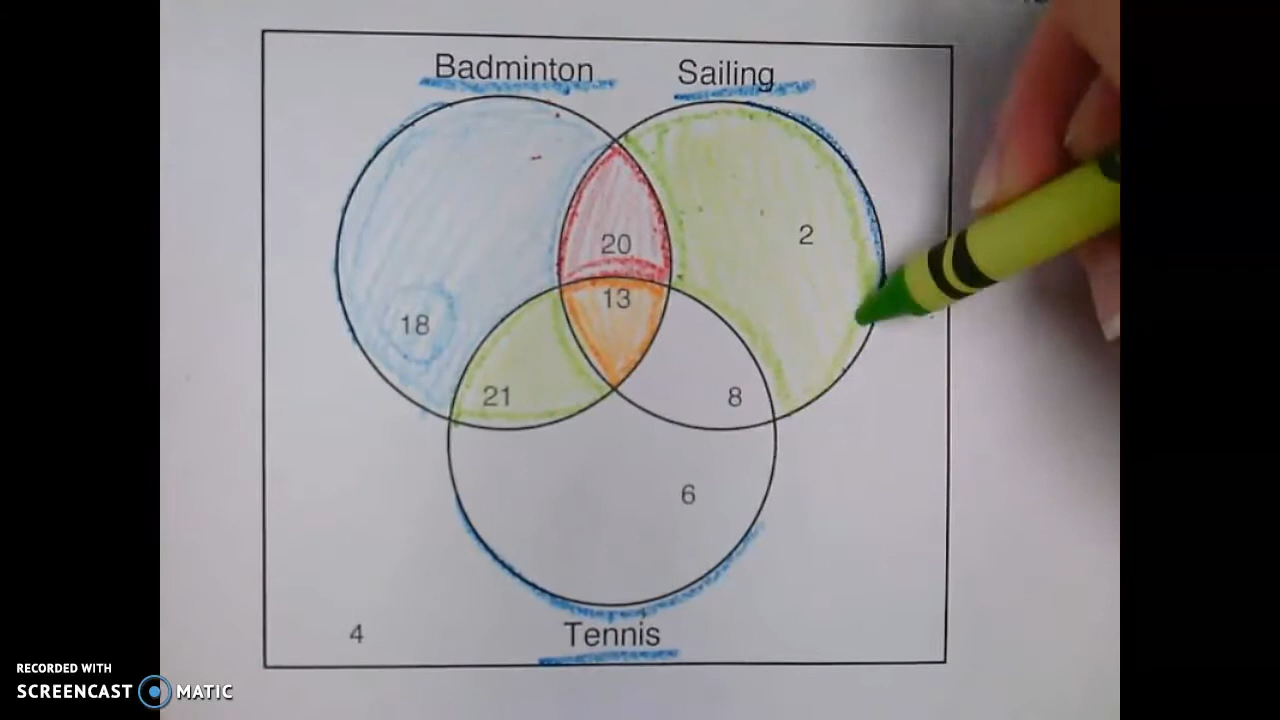 Badminton
Sailing
20
2
13
18
21
8
6
4
Tennis
RECORDED WITH
SCREENCAST MATIC